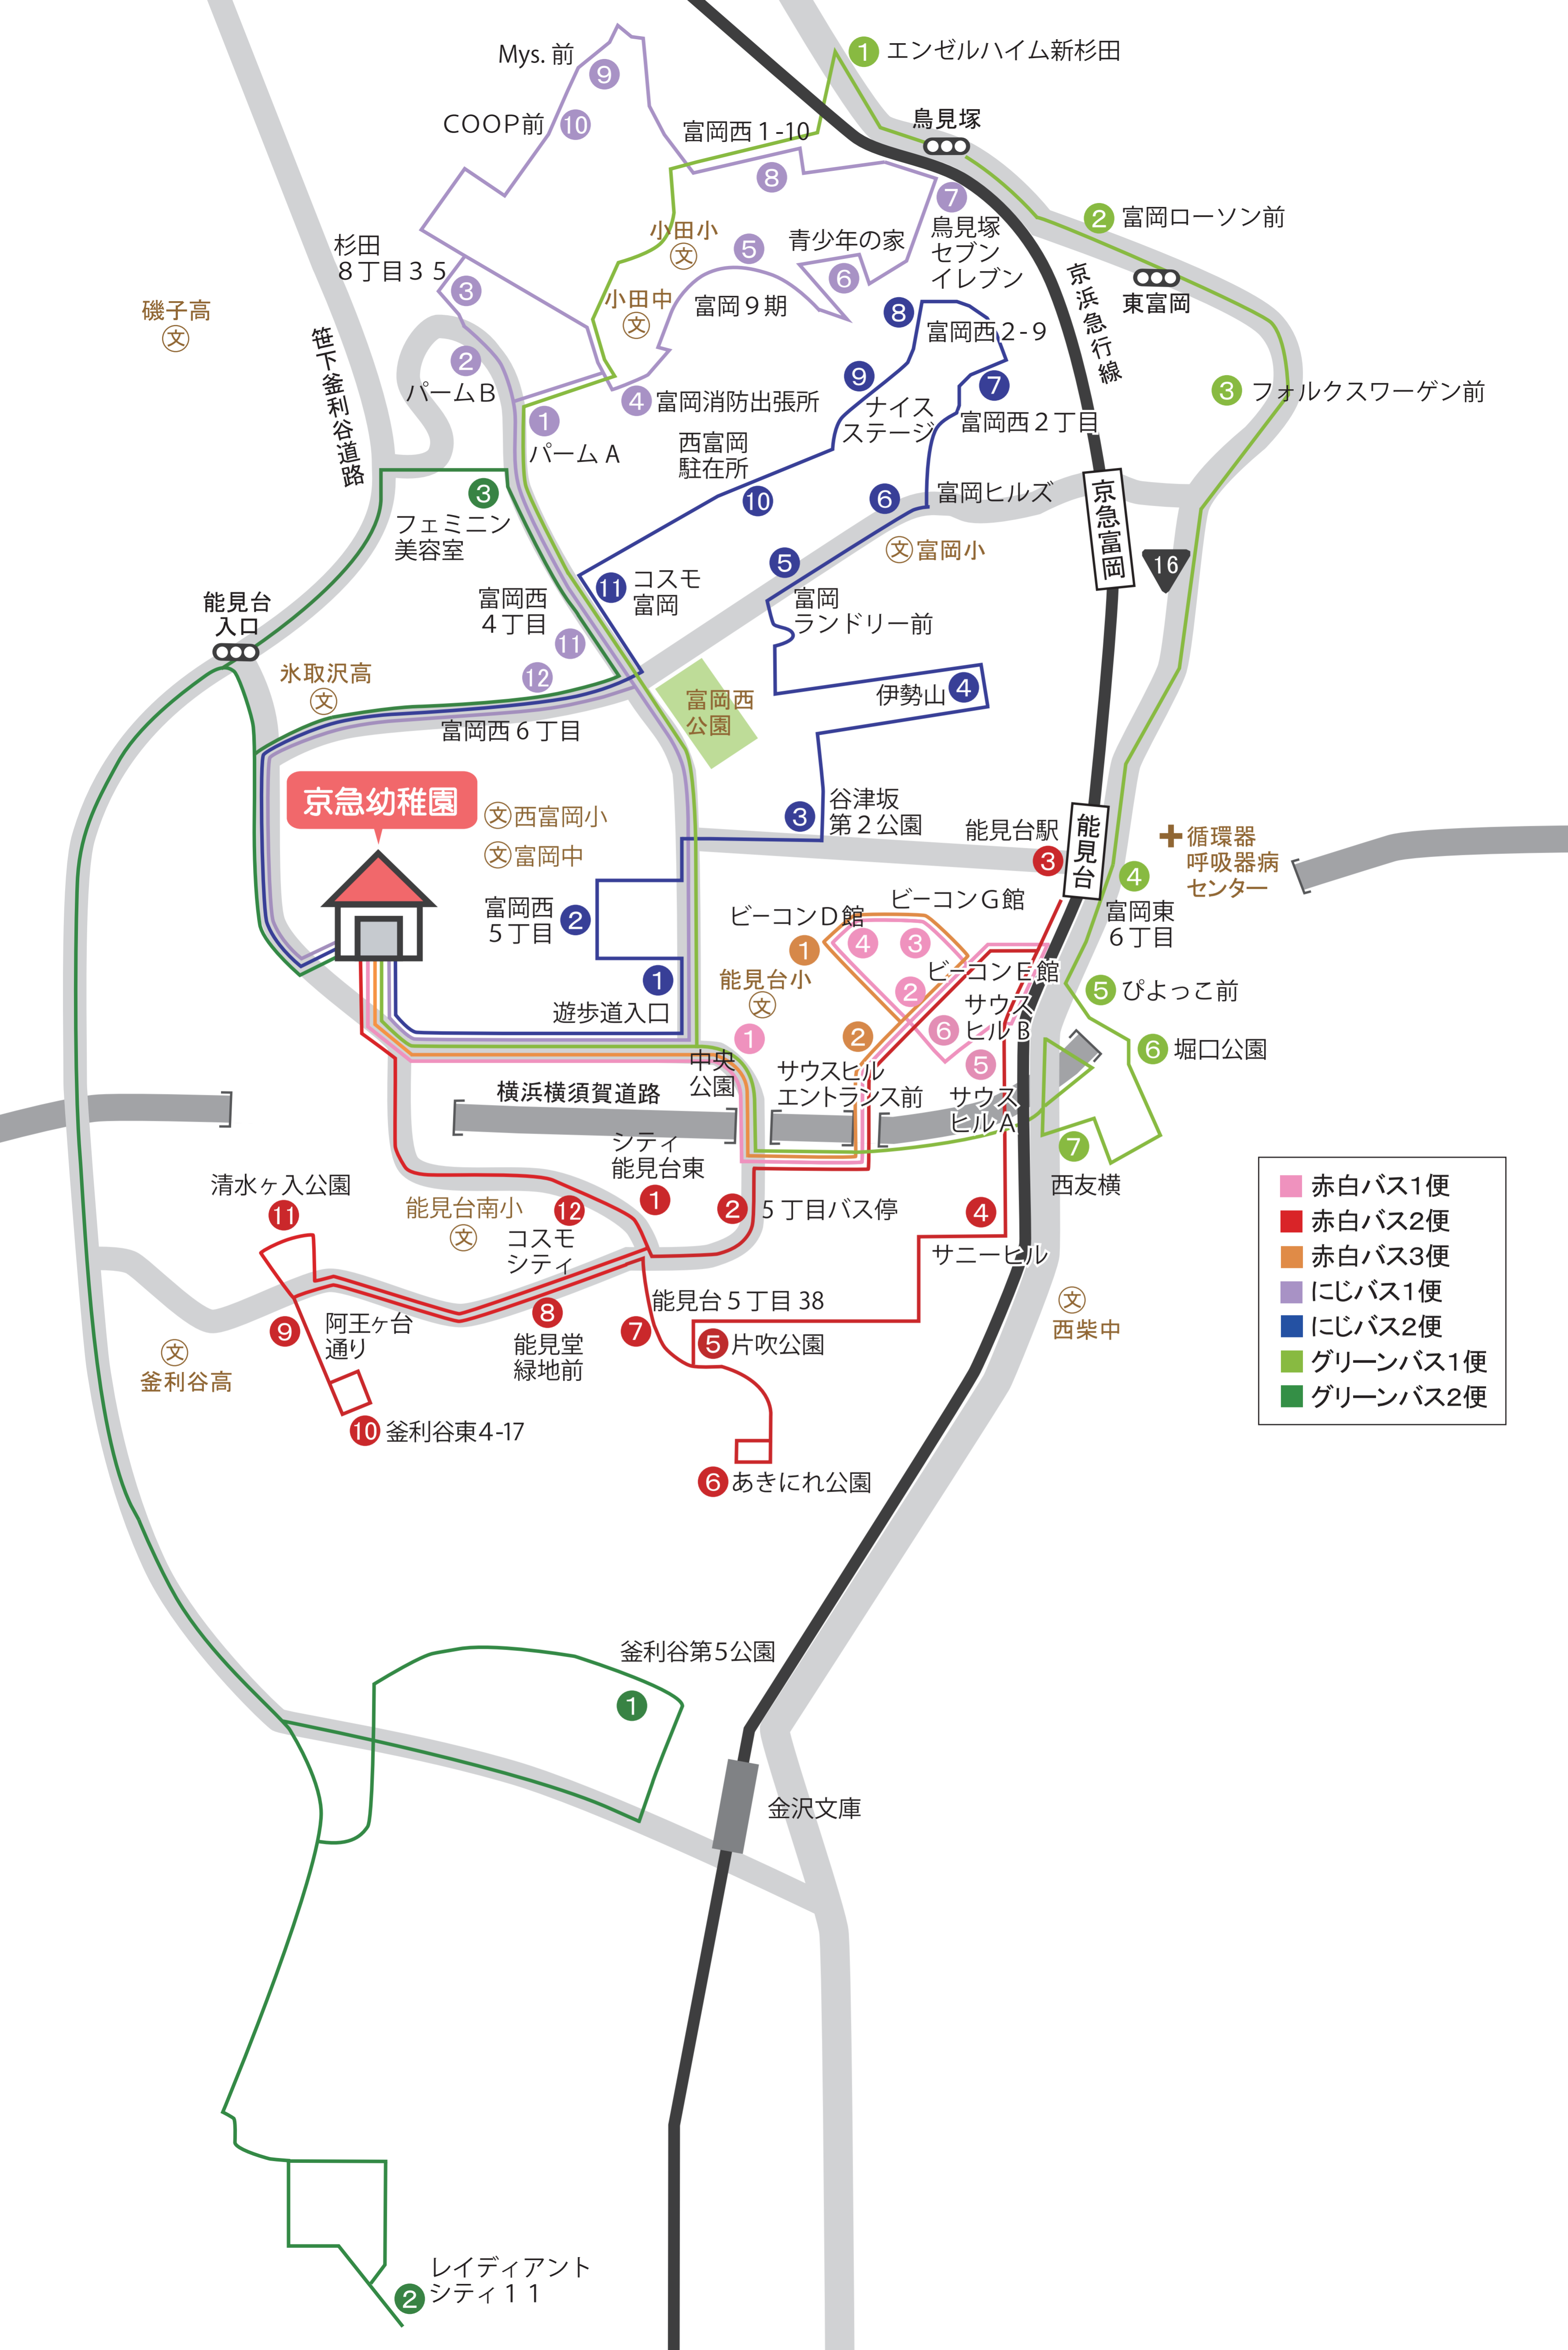 Mys. 前
⑨
COOP前
⑩
① エンゼルハイム新杉田
鳥見塚
富岡西1-10
⑧
⑦
鳥見塚
セブン
イレブン
② 富岡ローソン前
東富岡
小田小
文
⑤
青少年の家
⑥
杉田
8丁目35
③
小田中
文
富岡9期
京浜急行線
磯子高
文
笹下釜利谷道路
②
パームB
①
パームA
④ 富岡消防出張所
⑧
富岡西2-9
⑨
ナイス
ステージ
⑦
富岡西2丁目
③ フォルクスワーゲン前
西富岡
駐在所
⑩
③
フェミニン
美容室
⑥
富岡ヒルズ
京急富岡
文 富岡小
⑤
16
⑪ コスモ
富岡
富岡
ランドリー前
富岡西
4丁目
⑪
能見台
入口
氷取沢高
文
⑫
富岡西
公園
伊勢山 ④
富岡西6丁目
京急幼稚園
文 西富岡小
文 富岡中
③
谷津坂
第2公園
能見台駅
③
能見台
循環器
呼吸器病
センター
④
富岡東
6丁目
富岡西
5丁目
②
ビーコンD館
ビーコンG館
①
④
③
ビーコンE館
能見台小
文
②
①
遊歩道入口
サウス
ヒルB
⑥
⑤ ぴよっこ前
⑥ 堀口公園
①
②
⑤
中央
公園
サウスヒル
エントランス前
サウス
ヒルA
横浜横須賀道路
⑦
西友横
シティ
能見台東
①
② 5丁目バス停
④
サニーヒル
清水ヶ入公園
⑪
能見台南小
文
⑫
コスモ
シティ
赤白バス1便
赤白バス2便
赤白バス3便
にじバス1便
にじバス2便
グリーンバス1便
グリーンバス2便
能見台5丁目38
⑦
⑤ 片吹公園
⑧
能見堂
緑地前
⑨
阿王ヶ台
通り
文
西柴中
文
釜利谷高
⑩ 釜利谷東4-17
⑥ あきにれ公園
釜利谷第5公園
①
金沢文庫
② レイディアント
シティ11